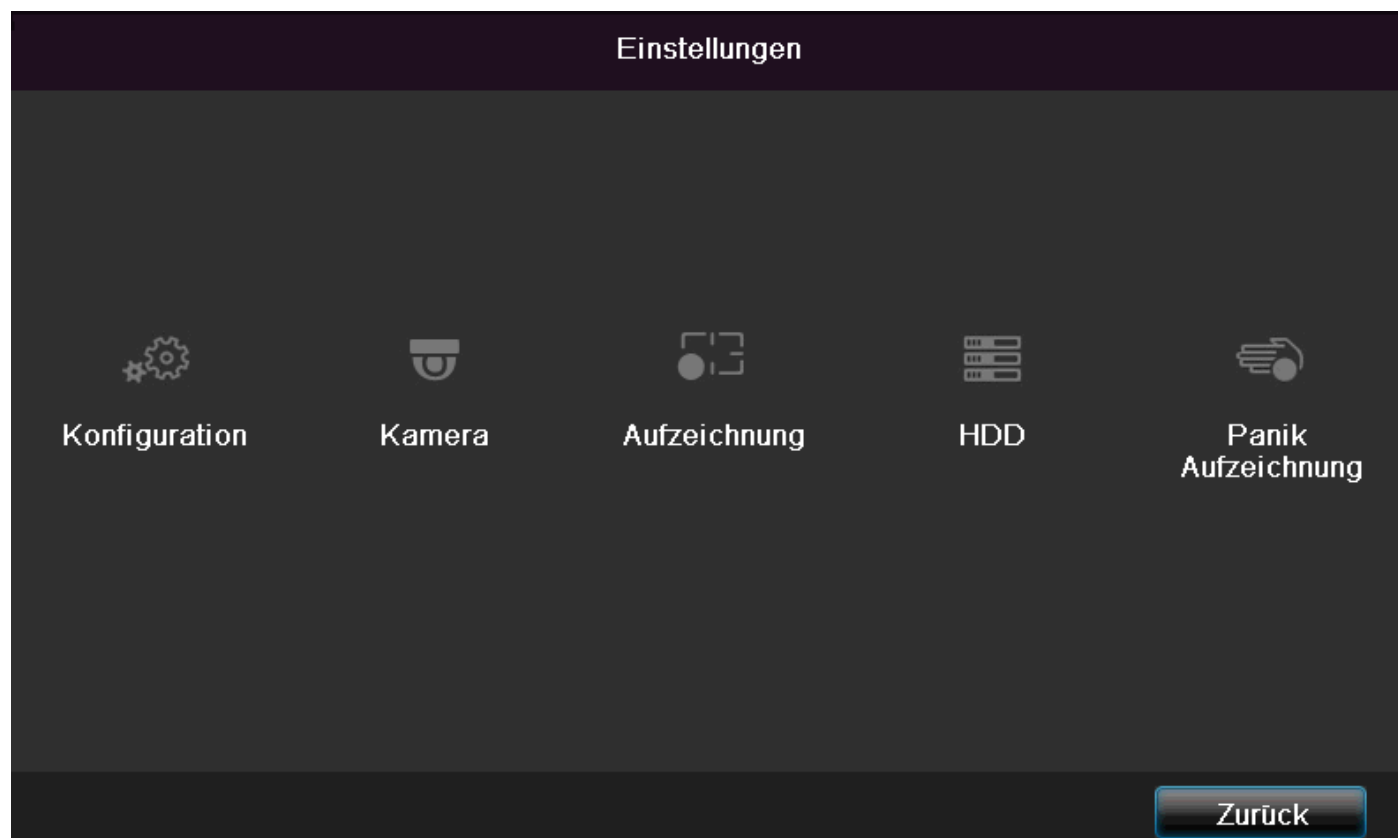 Einstellungen
Konfiguration
Kamera
Aufzeichnung
HDD
Panik
Aufzeichnung
Zurück